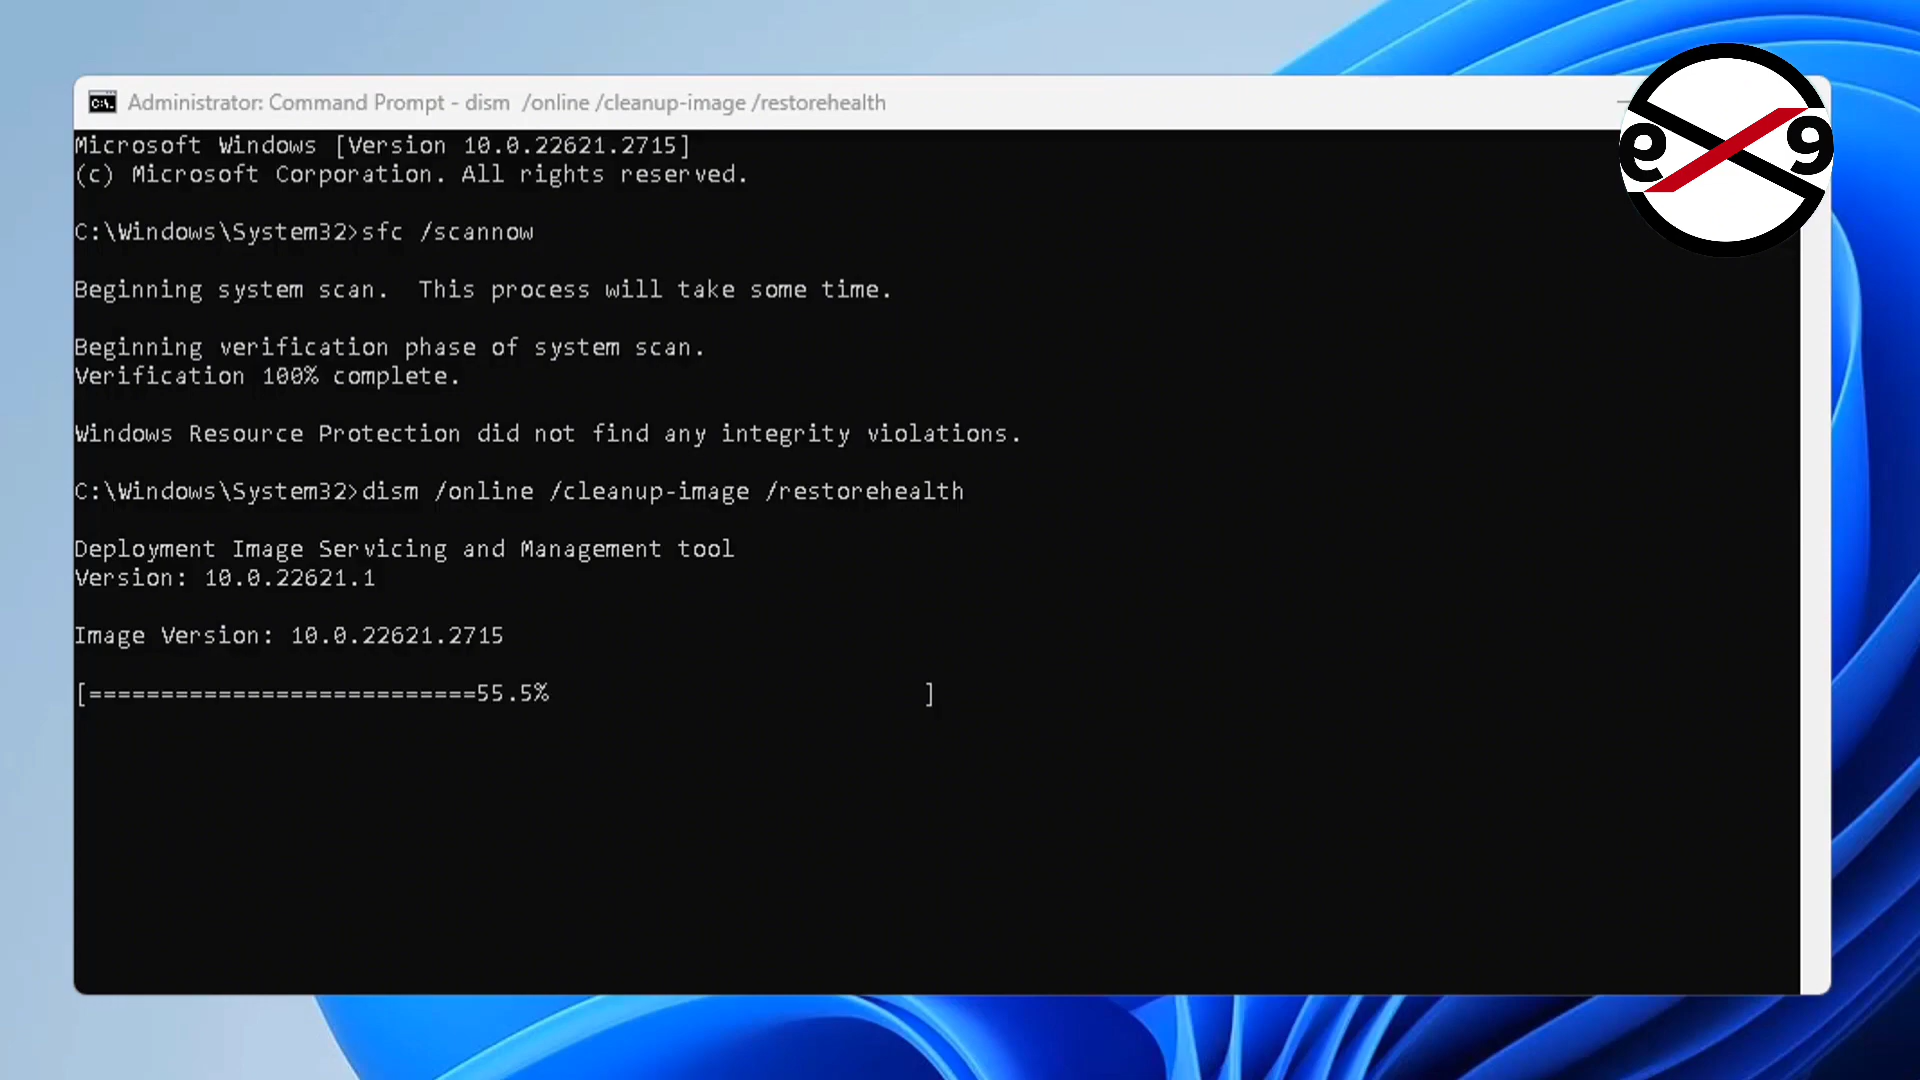 Administrator: Command Prompt - dism  /online /cleanup-image /restorehealth
Microsoft Windows [Version 10.0.22621.2715]
(c) Microsoft Corporation. All rights reserved.
C:\Windows\System32>sfc /scannow
Beginning system scan.  This process will take some time.
Beginning verification phase of system scan.
Verification 100% complete.
Windows Resource Protection did not find any integrity violations.
C:\Windows\System32>dism /online /cleanup-image /restorehealth
Deployment Image Servicing and Management tool
Version: 10.0.22621.1
Image Version: 10.0.22621.2715
[===========================55.5%                          ]